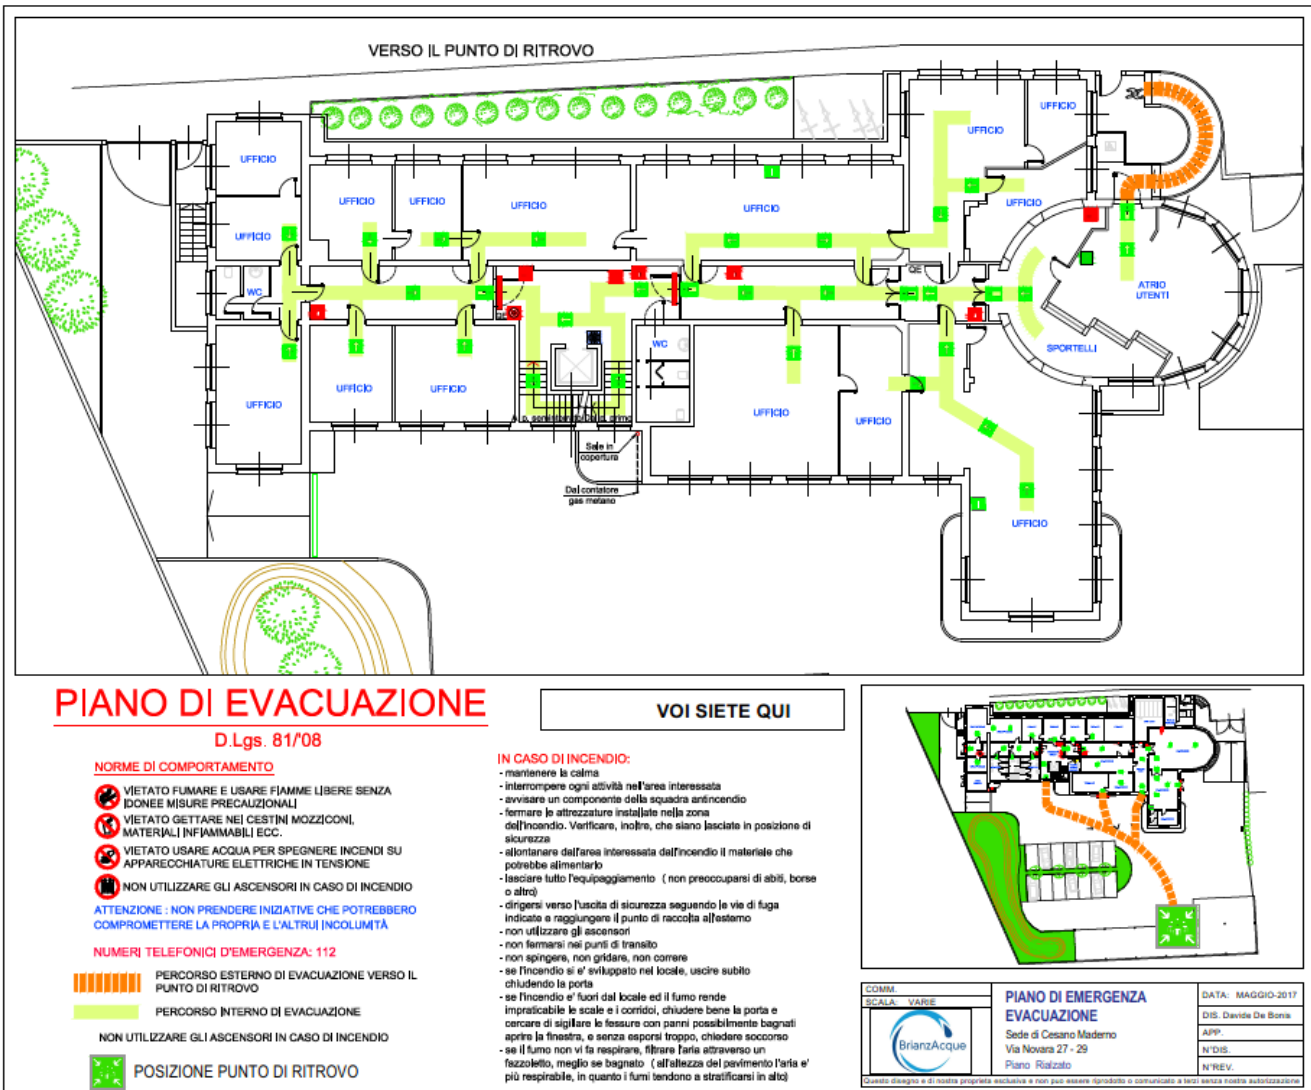 VERSO IL PUNTO DI RITROVO
UFFICIO
UFFICIO
UFFICIO
UFFICIO
UFFICIO
UFFICIO
UFFICIO
UFFICIO
UFFICIO
UFFICIO
WC
QE
ATRIO
UTENTI
SPORTELLI
WC
UFFICIO
UFFICIO
UFFICIO
UFFICIO
UFFICIO
Sale in
copertura
Dal contatore
gas metano
UFFICIO
PIANO DI EVACUAZIONE
D.Lgs. 81/'08
NORME DI COMPORTAMENTO
VIETATO FUMARE E USARE FIAMME LIBERE SENZA
IDONEE MISURE PRECAUZIONALI
VIETATO GETTARE NEI CESTINI MOZZICONI,
MATERIALI INFIAMMABILI ECC.
VIETATO USARE ACQUA PER SPEGNERE INCENDI SU
APPARECCHIATURE ELETTRICHE IN TENSIONE
NON UTILIZZARE GLI ASCENSORI IN CASO DI INCENDIO
ATTENZIONE : NON PRENDERE INIZIATIVE CHE POTREBBERO
COMPROMETTERE LA PROPRIA E L'ALTRUI INCOLUMITÀ
NUMERI TELEFONICI D'EMERGENZA: 112
PERCORSO ESTERNO DI EVACUAZIONE VERSO IL
PUNTO DI RITROVO
PERCORSO INTERNO DI EVACUAZIONE
NON UTILIZZARE GLI ASCENSORI IN CASO DI INCENDIO
POSIZIONE PUNTO DI RITROVO
VOI SIETE QUI
IN CASO DI INCENDIO:
- mantenere la calma
- interrompere ogni attività nell'area interessata
- avvisare un componente della squadra antincendio
- fermare le attrezzature installate nella zona
dell'incendio. Verificare, inoltre, che siano lasciate in posizione di
sicurezza
- allontanare dall'area interessata dall'incendio il materiale che
potrebbe alimentarlo
- lasciare tutto l'equipaggiamento ( non preoccuparsi di abiti, borse
o altro)
- dirigersi verso l'uscita di sicurezza seguendo le vie di fuga
indicate e raggiungere il punto di raccolta all'esterno
- non utilizzare gli ascensori
- non fermarsi nei punti di transito
- non spingere, non gridare, non correre
- se l'incendio si e' sviluppato nel locale, uscire subito
chiudendo la porta
- se l'incendio e' fuori dal locale ed il fumo rende
impraticabile le scale e i corridoi, chiudere bene la porta e
cercare di sigillare le fessure con panni possibilmente bagnati
aprire la finestra, e senza esporsi troppo, chiedere soccorso
- se il fumo non vi fa respirare, filtrare l'aria attraverso un
fazzoletto, meglio se bagnato ( all'altezza del pavimento l'aria e'
più respirabile, in quanto i fumi tendono a stratificarsi in alto)
COMM.
SCALA: VARIE
BrianzAcque
PIANO DI EMERGENZA
EVACUAZIONE
Sede di Cesano Maderno
Via Novara 27 - 29
Piano Rialzato
DATA: MAGGIO-2017
DIS. Davide De Bonis
APP.
N°DIS.
N°REV.
Questo disegno e di nostra proprieta esclusiva e non puo essere riprodotto o comunicato a terzi senza nostra autorizzazione